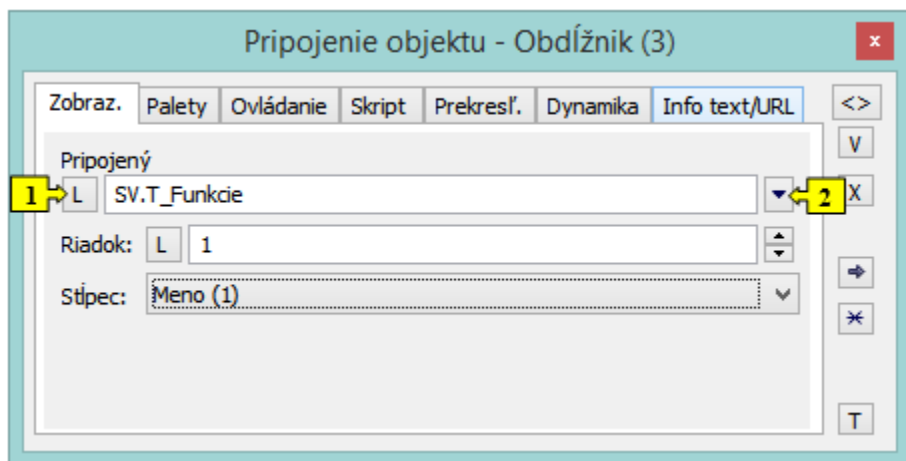 Pripojenie objektu - Obdĺžnik (3)
x
Zobraz. Palety Ovládanie Skript Prekresľ. Dynamika Info text/URL <>
V
Pripojený
1 L SV.T_Funkcie 2 X
Riadok: L 1
Stĺpec: Meno (1)
T